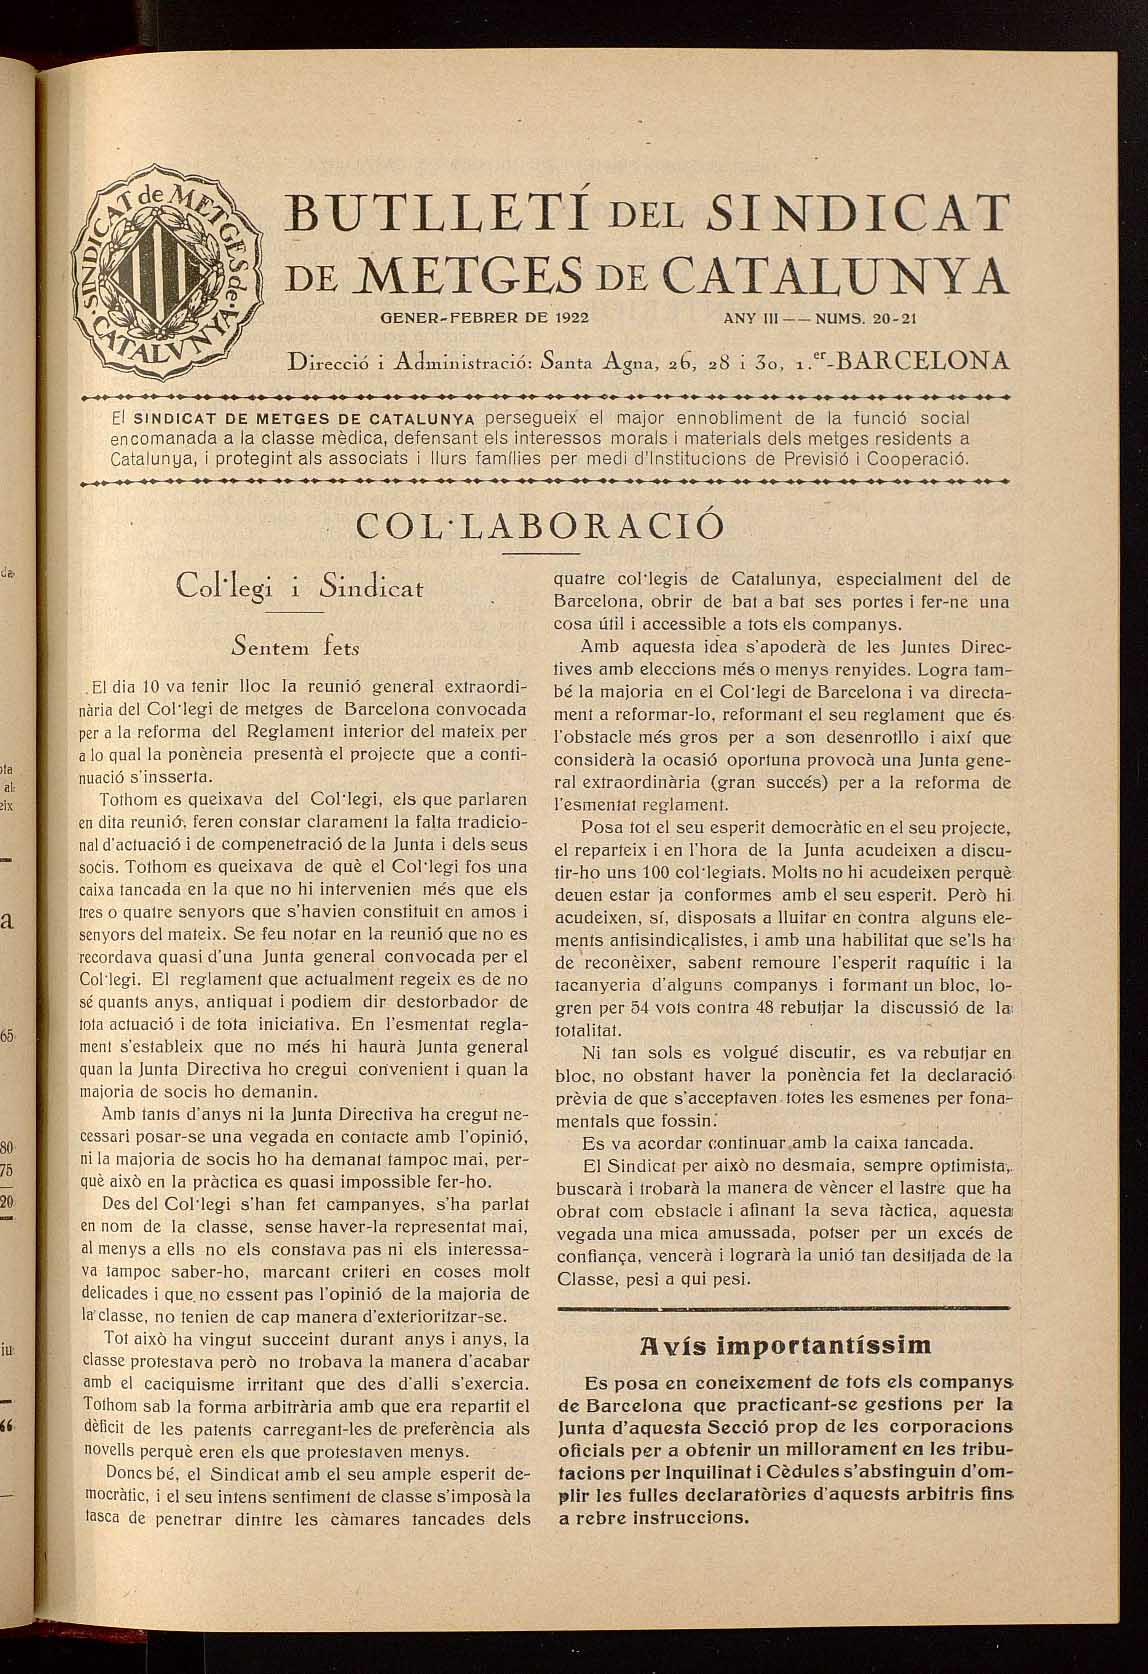 SINDICAT de METGES de CATALVNYA
BUTLLETÍ DEL SINDICAT
DE METGES DE CATALUNYA
GENER-FEBRER DE 1922 ANY III — — NUMS. 20-21
Direcció i Administració: Santa Agna, 26, 28 i 30, 1.er-BARCELONA
El SINDICAT DE METGES DE CATALUNYA persegueix el major ennobliment de la funció social
encomanada a la classe mèdica, defensant els interessos morals i materials dels metges residents a
Catalunya, i protegint als associats i llurs famílies per medi d'Institucions de Previsió i Cooperació.
COL·LABORACIÓ
Col·legi i Sindicat
Sentem fets
El dia 10 va tenir lloc la reunió general extraordi-
nària del Col·legi de metges de Barcelona convocada
per a la reforma del Reglament interior del mateix per
a lo qual la ponència presentà el projecte que a conti-
nuació s'insserta.
Tothom es queixava del Col·legi, els que parlaren
en dita reunió, feren constar clarament la falta tradicio-
nal d'actuació i de compenetració de la Junta i dels seus
socis. Tothom es queixava de què el Col·legi fos una
caixa tancada en la que no hi intervenien més que els
tres o quatre senyors que s'havien constituit en amos i
senyors del mateix. Se feu notar en la reunió que no es
recordava quasi d'una Junta general convocada per el
Col·legi. El reglament que actualment regeix es de no
sé quants anys, antiquat i podiem dir destorbador de
tota actuació i de tota iniciativa. En l'esmentat regla-
ment s'estableix que no més hi haurà Junta general
quan la Junta Directiva ho cregui convenient i quan la
majoria de socis ho demanin.
Amb tants d'anys ni la Junta Directiva ha cregut ne-
cessari posar-se una vegada en contacte amb l'opinió,
ni la majoria de socis ho ha demanat tampoc mai, per-
què això en la pràctica es quasi impossible fer-ho.
Des del Col·legi s'han fet campanyes, s'ha parlat
en nom de la classe, sense haver-la representat mai,
al menys a ells no els constava pas ni els interessa-
va tampoc saber-ho, marcant criteri en coses molt
delicades i que no essent pas l'opinió de la majoria de
la classe, no tenien de cap manera d'exterioritzar-se.
Tot això ha vingut succeint durant anys i anys, la
classe protestava però no trobava la manera d'acabar
amb el caciquisme irritant que des d'alli s'exercia.
Tothom sab la forma arbitrària amb que era repartit el
dèficit de les patents carregant-les de preferència als
novells perquè eren els que protestaven menys.
Doncs bé, el Sindicat amb el seu ample esperit de-
mocràtic, i el seu intens sentiment de classe s'imposà la
tasca de penetrar dintre les càmares tancades dels
quatre col·legis de Catalunya, especialment del de
Barcelona, obrir de bat a bat ses portes i fer-ne una
cosa útil i accessible a tots els companys.
Amb aquesta idea s'apoderà de les Juntes Direc-
tives amb eleccions més o menys renyides. Logra tam-
bé la majoria en el Col·legi de Barcelona i va directa-
ment a reformar-lo, reformant el seu reglament que és
l'obstacle més gros per a son desenrotllo i així que
considerà la ocasió oportuna provocà una Junta gene-
ral extraordinària (gran succés) per a la reforma de
l'esmentat reglament.
Posa tot el seu esperit democràtic en el seu projecte,
el reparteix i en l'hora de la Junta acudeixen a discu-
tir-ho uns 100 col·legiats. Molts no hi acudeixen perquè
deuen estar ja conformes amb el seu esperit. Però hi
acudeixen, sí, disposats a lluitar en contra alguns ele-
ments antisindicalistes, i amb una habilitat que se'ls ha
de reconèixer, sabent remoure l'esperit raquític i la
tacanyeria d'alguns companys i formant un bloc, lo-
gren per 54 vots contra 48 rebutjar la discussió de la
totalitat.
Ni tan sols es volgué discutir, es va rebutjar en
bloc, no obstant haver la ponència fet la declaració
prèvia de que s'acceptaven totes les esmenes per fona-
mentals que fossin.
Es va acordar continuar amb la caixa tancada.
El Sindicat per això no desmaia, sempre optimista,
buscarà i trobarà la manera de vèncer el lastre que ha
obrat com obstacle i afinant la seva tàctica, aquesta
vegada una mica amussada, potser per un excés de
confiança, vencerà i lograrà la unió tan desitjada de la
Classe, pesi a qui pesi.
Avís importantíssim
Es posa en coneixement de tots els companys
de Barcelona que practicant-se gestions per la
Junta d'aquesta Secció prop de les corporacions
oficials per a obtenir un millorament en les tribu-
tacions per Inquilinat i Cèdules s'abstinguin d'om-
plir les fulles declaratòries d'aquests arbitris fins
a rebre instruccions.